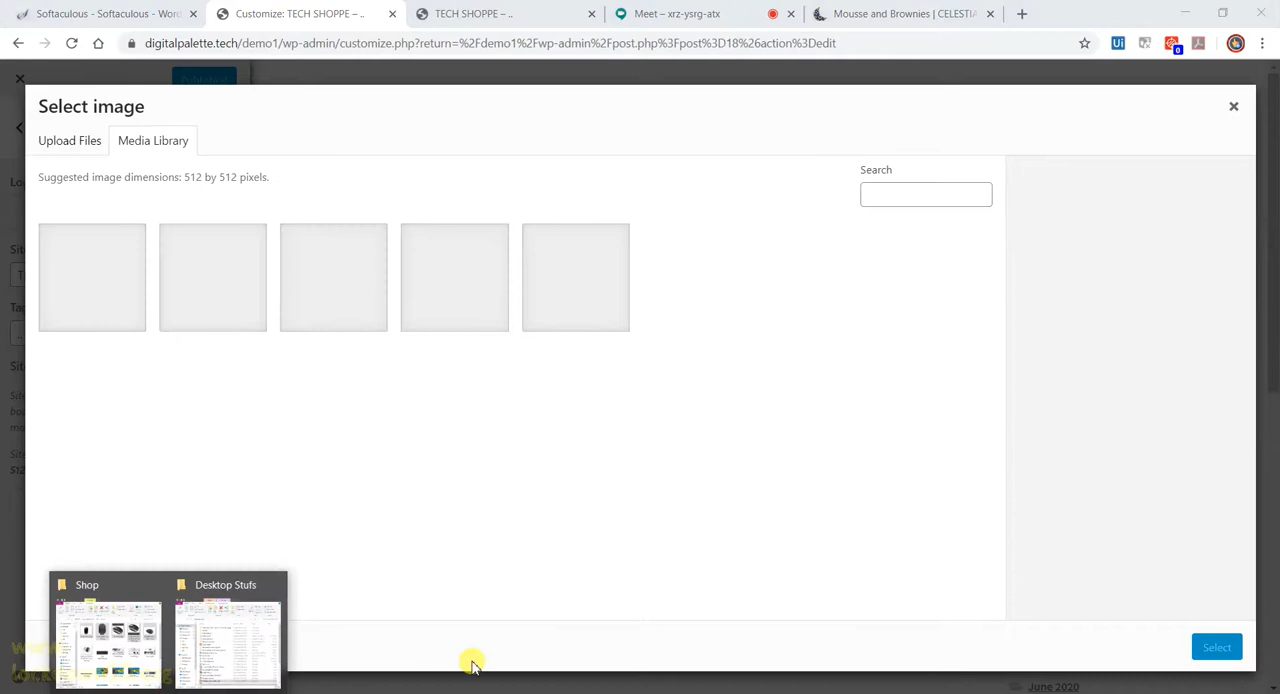 Softaculous - Softaculous - Word
Customize: TECH SHOPPE – ..
TECH SHOPPE – ..
Meet – xrz-ysrg-atx
Mousse and Brownies | CELESTIA
digitalpalette.tech/demo1/wp-admin/customize.php?return=%2Fdemo1%2Fwp-admin%2Fpost.php%3Fpost%3D18%26action%3Dedit
Select image
Upload Files
Media Library
Suggested image dimensions: 512 by 512 pixels.
Search
Shop
Desktop Stufs
Select
June 2020